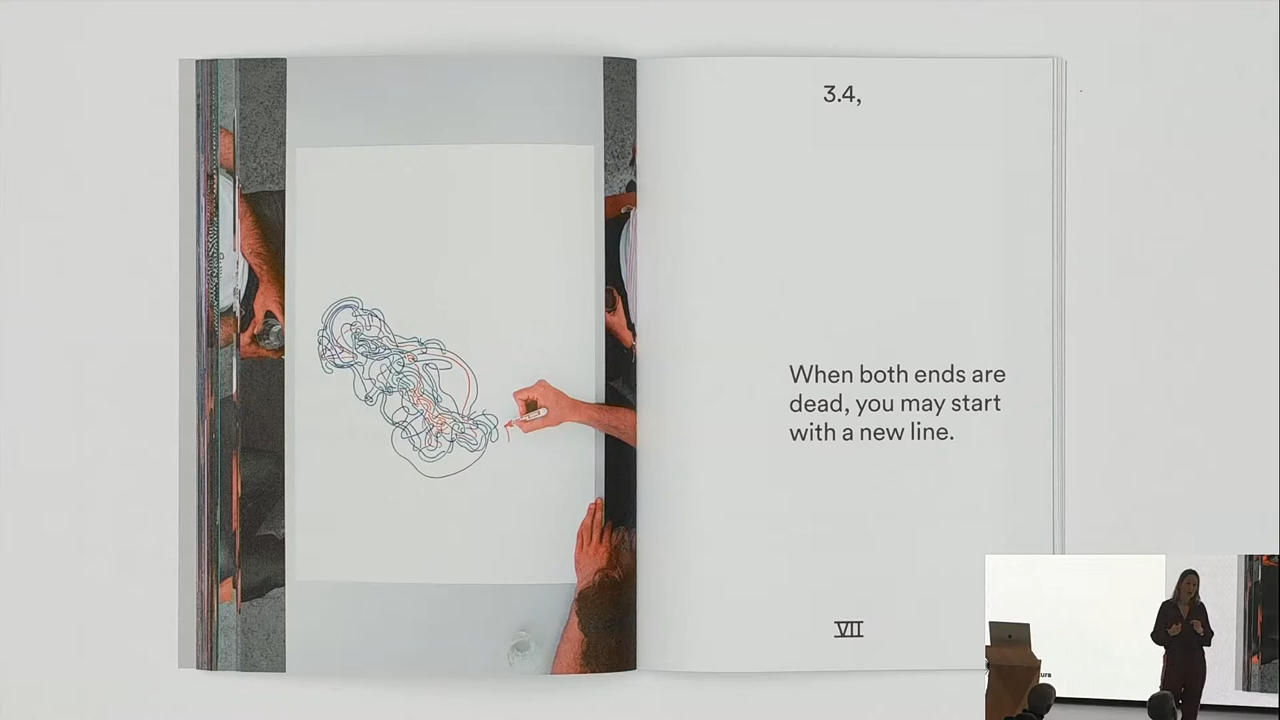 3.4,
When both ends are
dead, you may start
with a new line.
VII